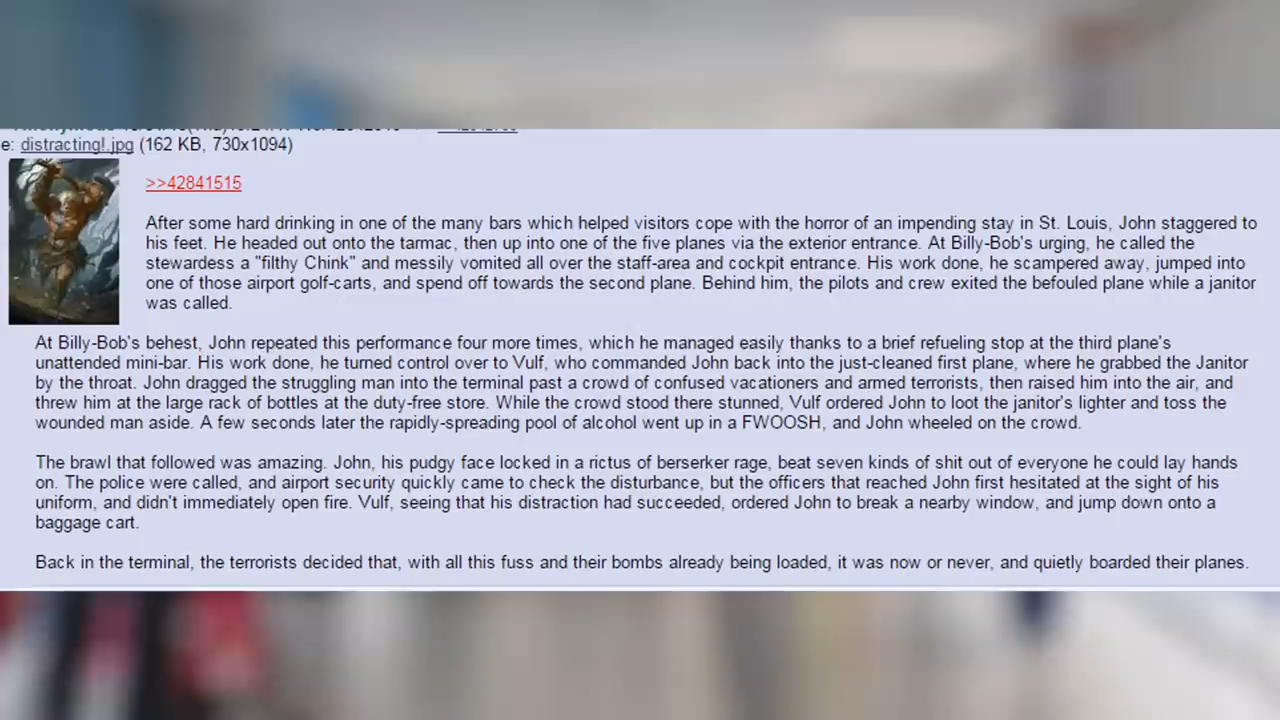 e: distracting!.jpg (162 KB, 730x1094)
>>42841515
After some hard drinking in one of the many bars which helped visitors cope with the horror of an impending stay in St. Louis, John staggered to
his feet. He headed out onto the tarmac, then up into one of the five planes via the exterior entrance. At Billy-Bob's urging, he called the
stewardess a "filthy Chink" and messily vomited all over the staff-area and cockpit entrance. His work done, he scampered away, jumped into
one of those airport golf-carts, and spend off towards the second plane. Behind him, the pilots and crew exited the befouled plane while a janitor
was called.
At Billy-Bob's behest, John repeated this performance four more times, which he managed easily thanks to a brief refueling stop at the third plane's
unattended mini-bar. His work done, he turned control over to Vulf, who commanded John back into the just-cleaned first plane, where he grabbed the Janitor
by the throat. John dragged the struggling man into the terminal past a crowd of confused vacationers and armed terrorists, then raised him into the air, and
threw him at the large rack of bottles at the duty-free store. While the crowd stood there stunned, Vulf ordered John to loot the janitor's lighter and toss the
wounded man aside. A few seconds later the rapidly-spreading pool of alcohol went up in a FWOOSH, and John wheeled on the crowd.
The brawl that followed was amazing. John, his pudgy face locked in a rictus of berserker rage, beat seven kinds of shit out of everyone he could lay hands
on. The police were called, and airport security quickly came to check the disturbance, but the officers that reached John first hesitated at the sight of his
uniform, and didn't immediately open fire. Vulf, seeing that his distraction had succeeded, ordered John to break a nearby window, and jump down onto a
baggage cart.
Back in the terminal, the terrorists decided that, with all this fuss and their bombs already being loaded, it was now or never, and quietly boarded their planes.